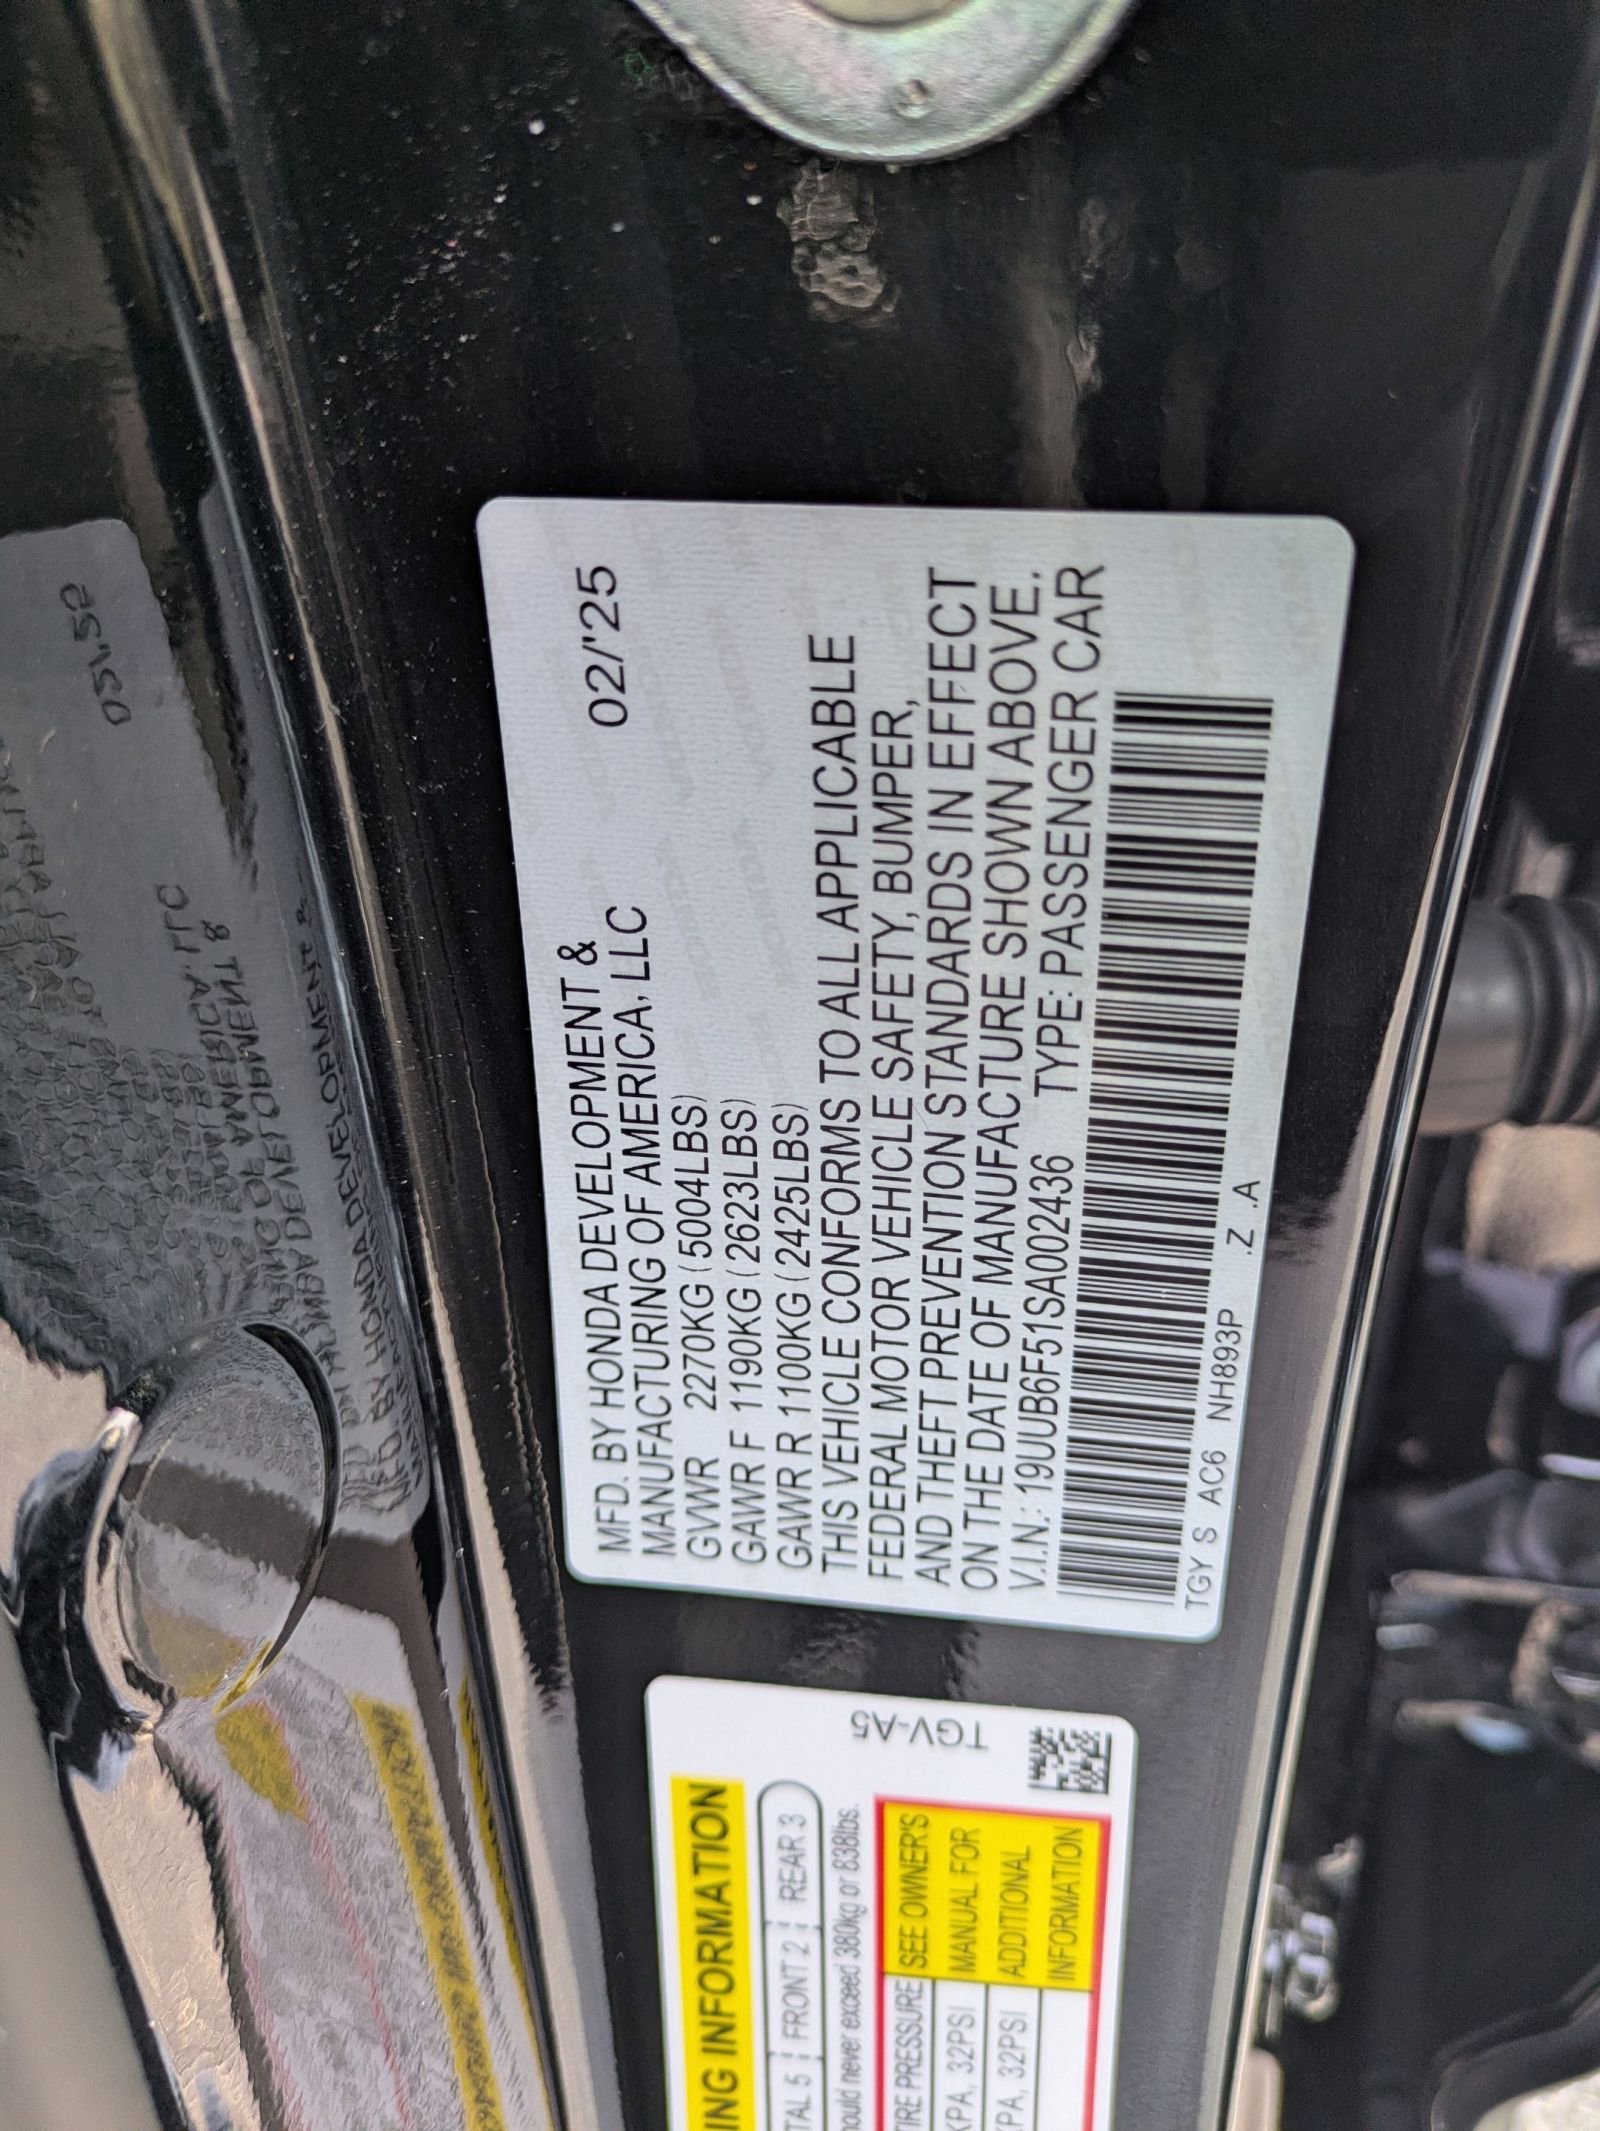 MFD. BY HONDA DEVELOPMENT &
MANUFACTURING OF AMERICA, LLC 02/'25
GVWR 2270KG (5004LBS)
GAWR F 1190KG (2623LBS)
GAWR R 1100KG (2425LBS)
THIS VEHICLE CONFORMS TO ALL APPLICABLE
FEDERAL MOTOR VEHICLE SAFETY, BUMPER,
AND THEFT PREVENTION STANDARDS IN EFFECT
ON THE DATE OF MANUFACTURE SHOWN ABOVE.
V.I.N.: 19UUB6F51SA002436 TYPE: PASSENGER CAR
TGY S AC6 NH893P .Z .A
INFORMATION
TGV-A5
5 FRONT 2 REAR 3
never exceed 380kg or 838lbs.
TIRE PRESSURE
SEE OWNER'S
MANUAL FOR
ADDITIONAL
INFORMATION
KPA, 32PSI
KPA, 32PSI